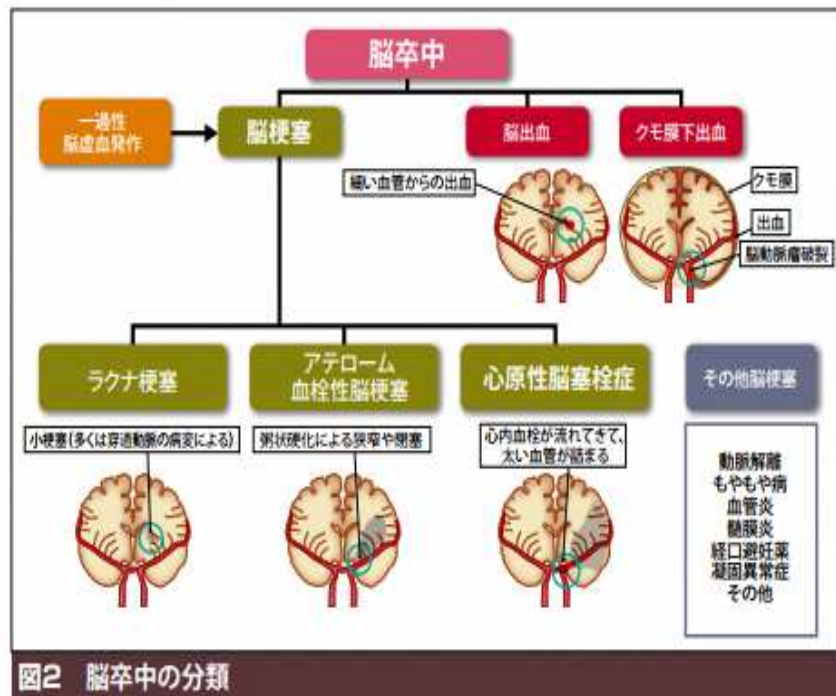 脳卒中
一過性
脳虚血発作
脳梗塞
脳出血
クモ膜下出血
細い血管からの出血
クモ膜
出血
脳動脈瘤破裂
ラクナ梗塞
アテローム
血栓性脳梗塞
心原性脳塞栓症
その他脳梗塞
小梗塞(多くは穿通動脈の病変による)
粥状硬化による狭窄や閉塞
心内血栓が流れてきて、
太い血管が詰まる
動脈解離
もやもや病
血管炎
髄膜炎
経口避妊薬
凝固異常症
その他
図2 脳卒中の分類